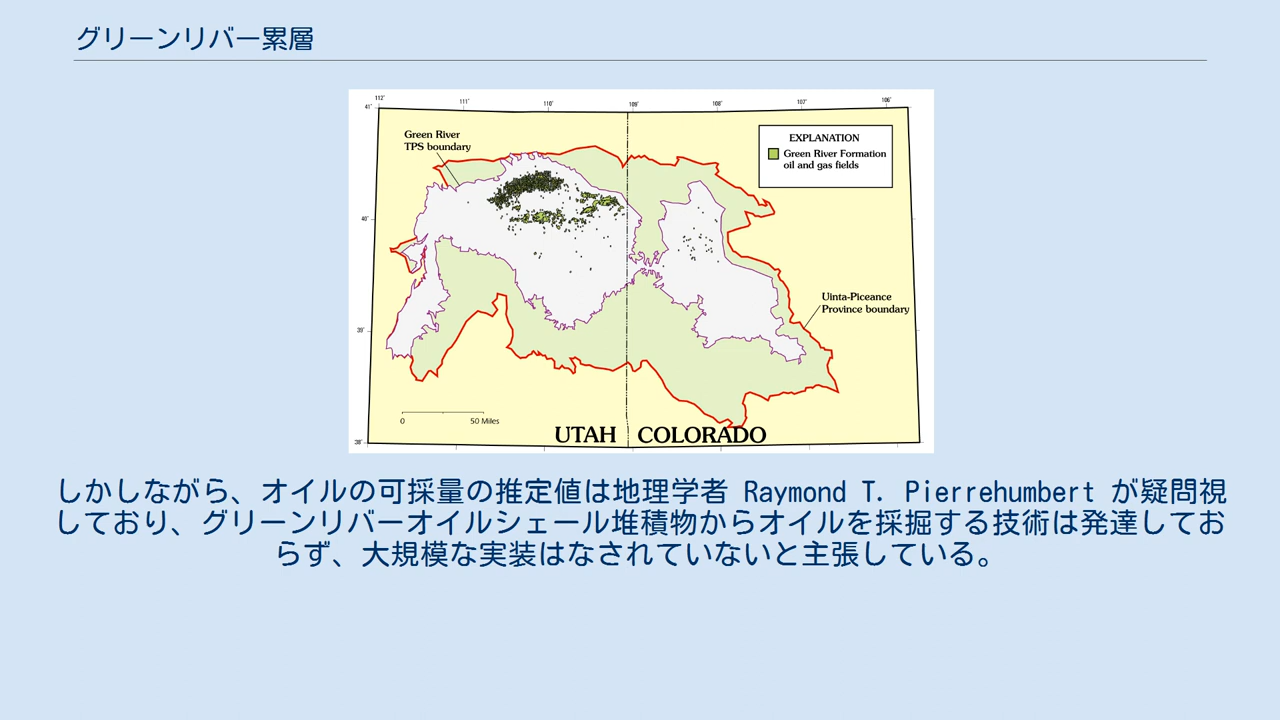 グリーンリバー累層
112°
111°
110°
109°
108°
107°
106°
41°
Green River
TPS boundary
EXPLANATION
Green River Formation
oil and gas fields
40°
Uinta-Piceance
Province boundary
39°
0 50 Miles
UTAH COLORADO
38°
しかしながら、オイルの可採量の推定値は地理学者 Raymond T. Pierrehumbert が疑問視
しており、グリーンリバーオイルシェール堆積物からオイルを採掘する技術は発達してお
らず、大規模な実装はなされていないと主張している。